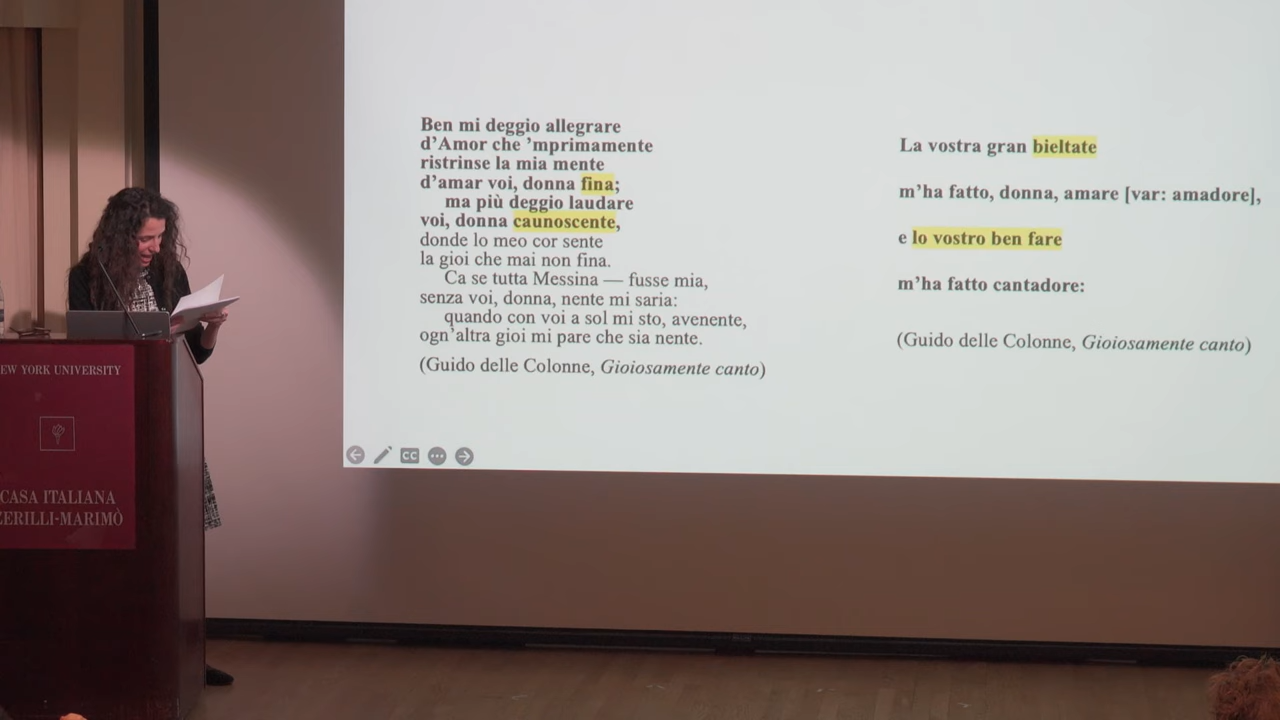 Ben mi deggio allegrare
d’Amor che ’mprimamente
ristrinse la mia mente
d’amar voi, donna fina;
ma più deggio laudare
voi, donna caunoscente,
donde lo meo cor sente
la gioi che mai non fina.
Ca se tutta Messina — fusse mia,
senza voi, donna, nente mi saria:
quando con voi a sol mi sto, avenente,
ogn’altra gioi mi pare che sia nente.
(Guido delle Colonne, Gioiosamente canto)
La vostra gran bieltate
m’ha fatto, donna, amare [var: amadore],
e lo vostro ben fare
m’ha fatto cantadore:
(Guido delle Colonne, Gioiosamente canto)
CC
EW YORK UNIVERSITY
CASA ITALIANA
ZERILLI-MARIMÒ